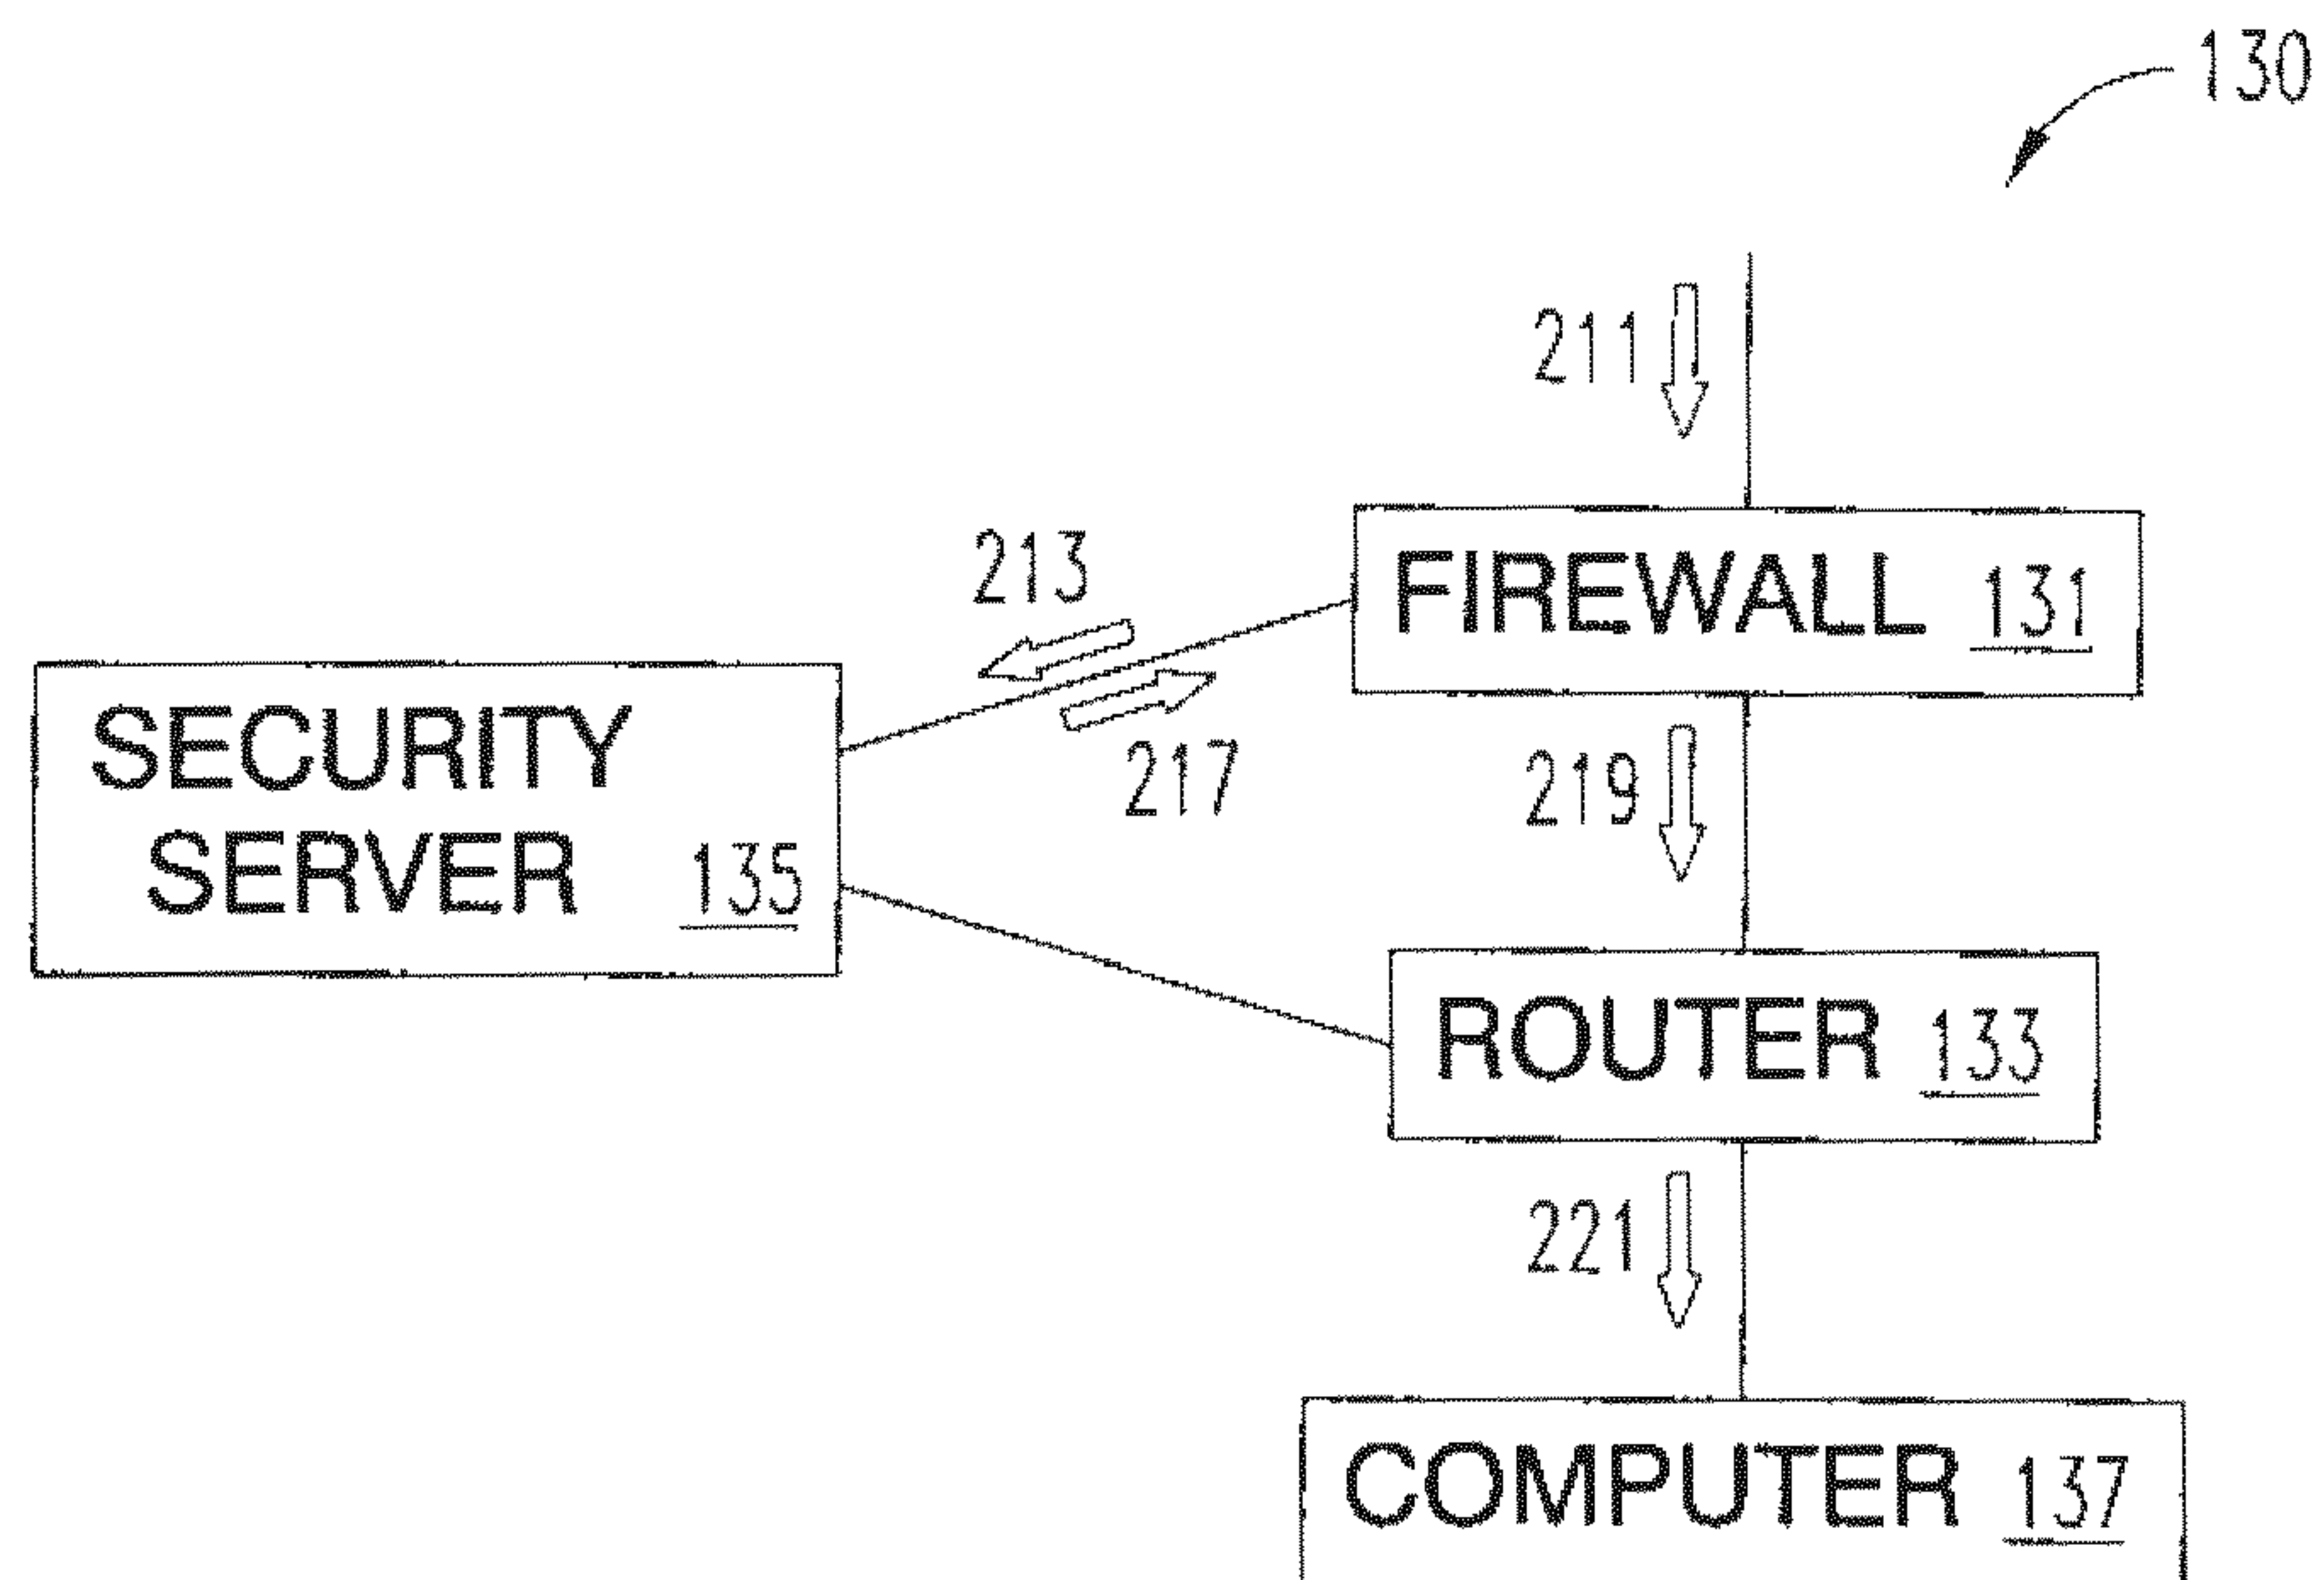 130
211
213
FIREWALL 131
SECURITY
SERVER 135
217
219
ROUTER 133
221
COMPUTER 137